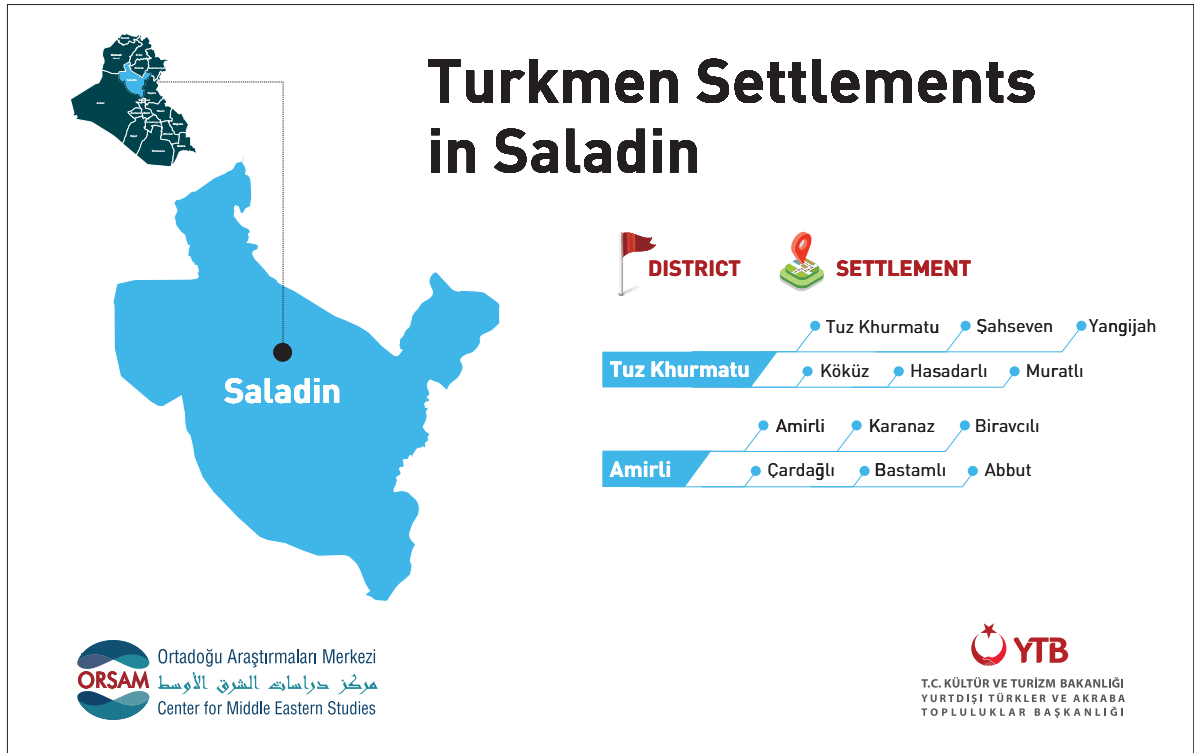 Turkmen Settlements
in Saladin
DISTRICT
SETTLEMENT
Tuz Khurmatu
Tuz Khurmatu
Şahseven
Yangijah
Köküz
Hasadarlı
Muratlı
Amirli
Amirli
Karanaz
Biravcılı
Çardağlı
Bastamlı
Abbut
Saladin
ORSAM
Ortadoğu Araştırmaları Merkezi
مركز دراسات الشرق الأوسط
Center for Middle Eastern Studies
YTB
T.C. KÜLTÜR VE TURİZM BAKANLIĞI
YURTDIŞI TÜRKLER VE AKRABA
TOPLULUKLAR BAŞKANLIĞI